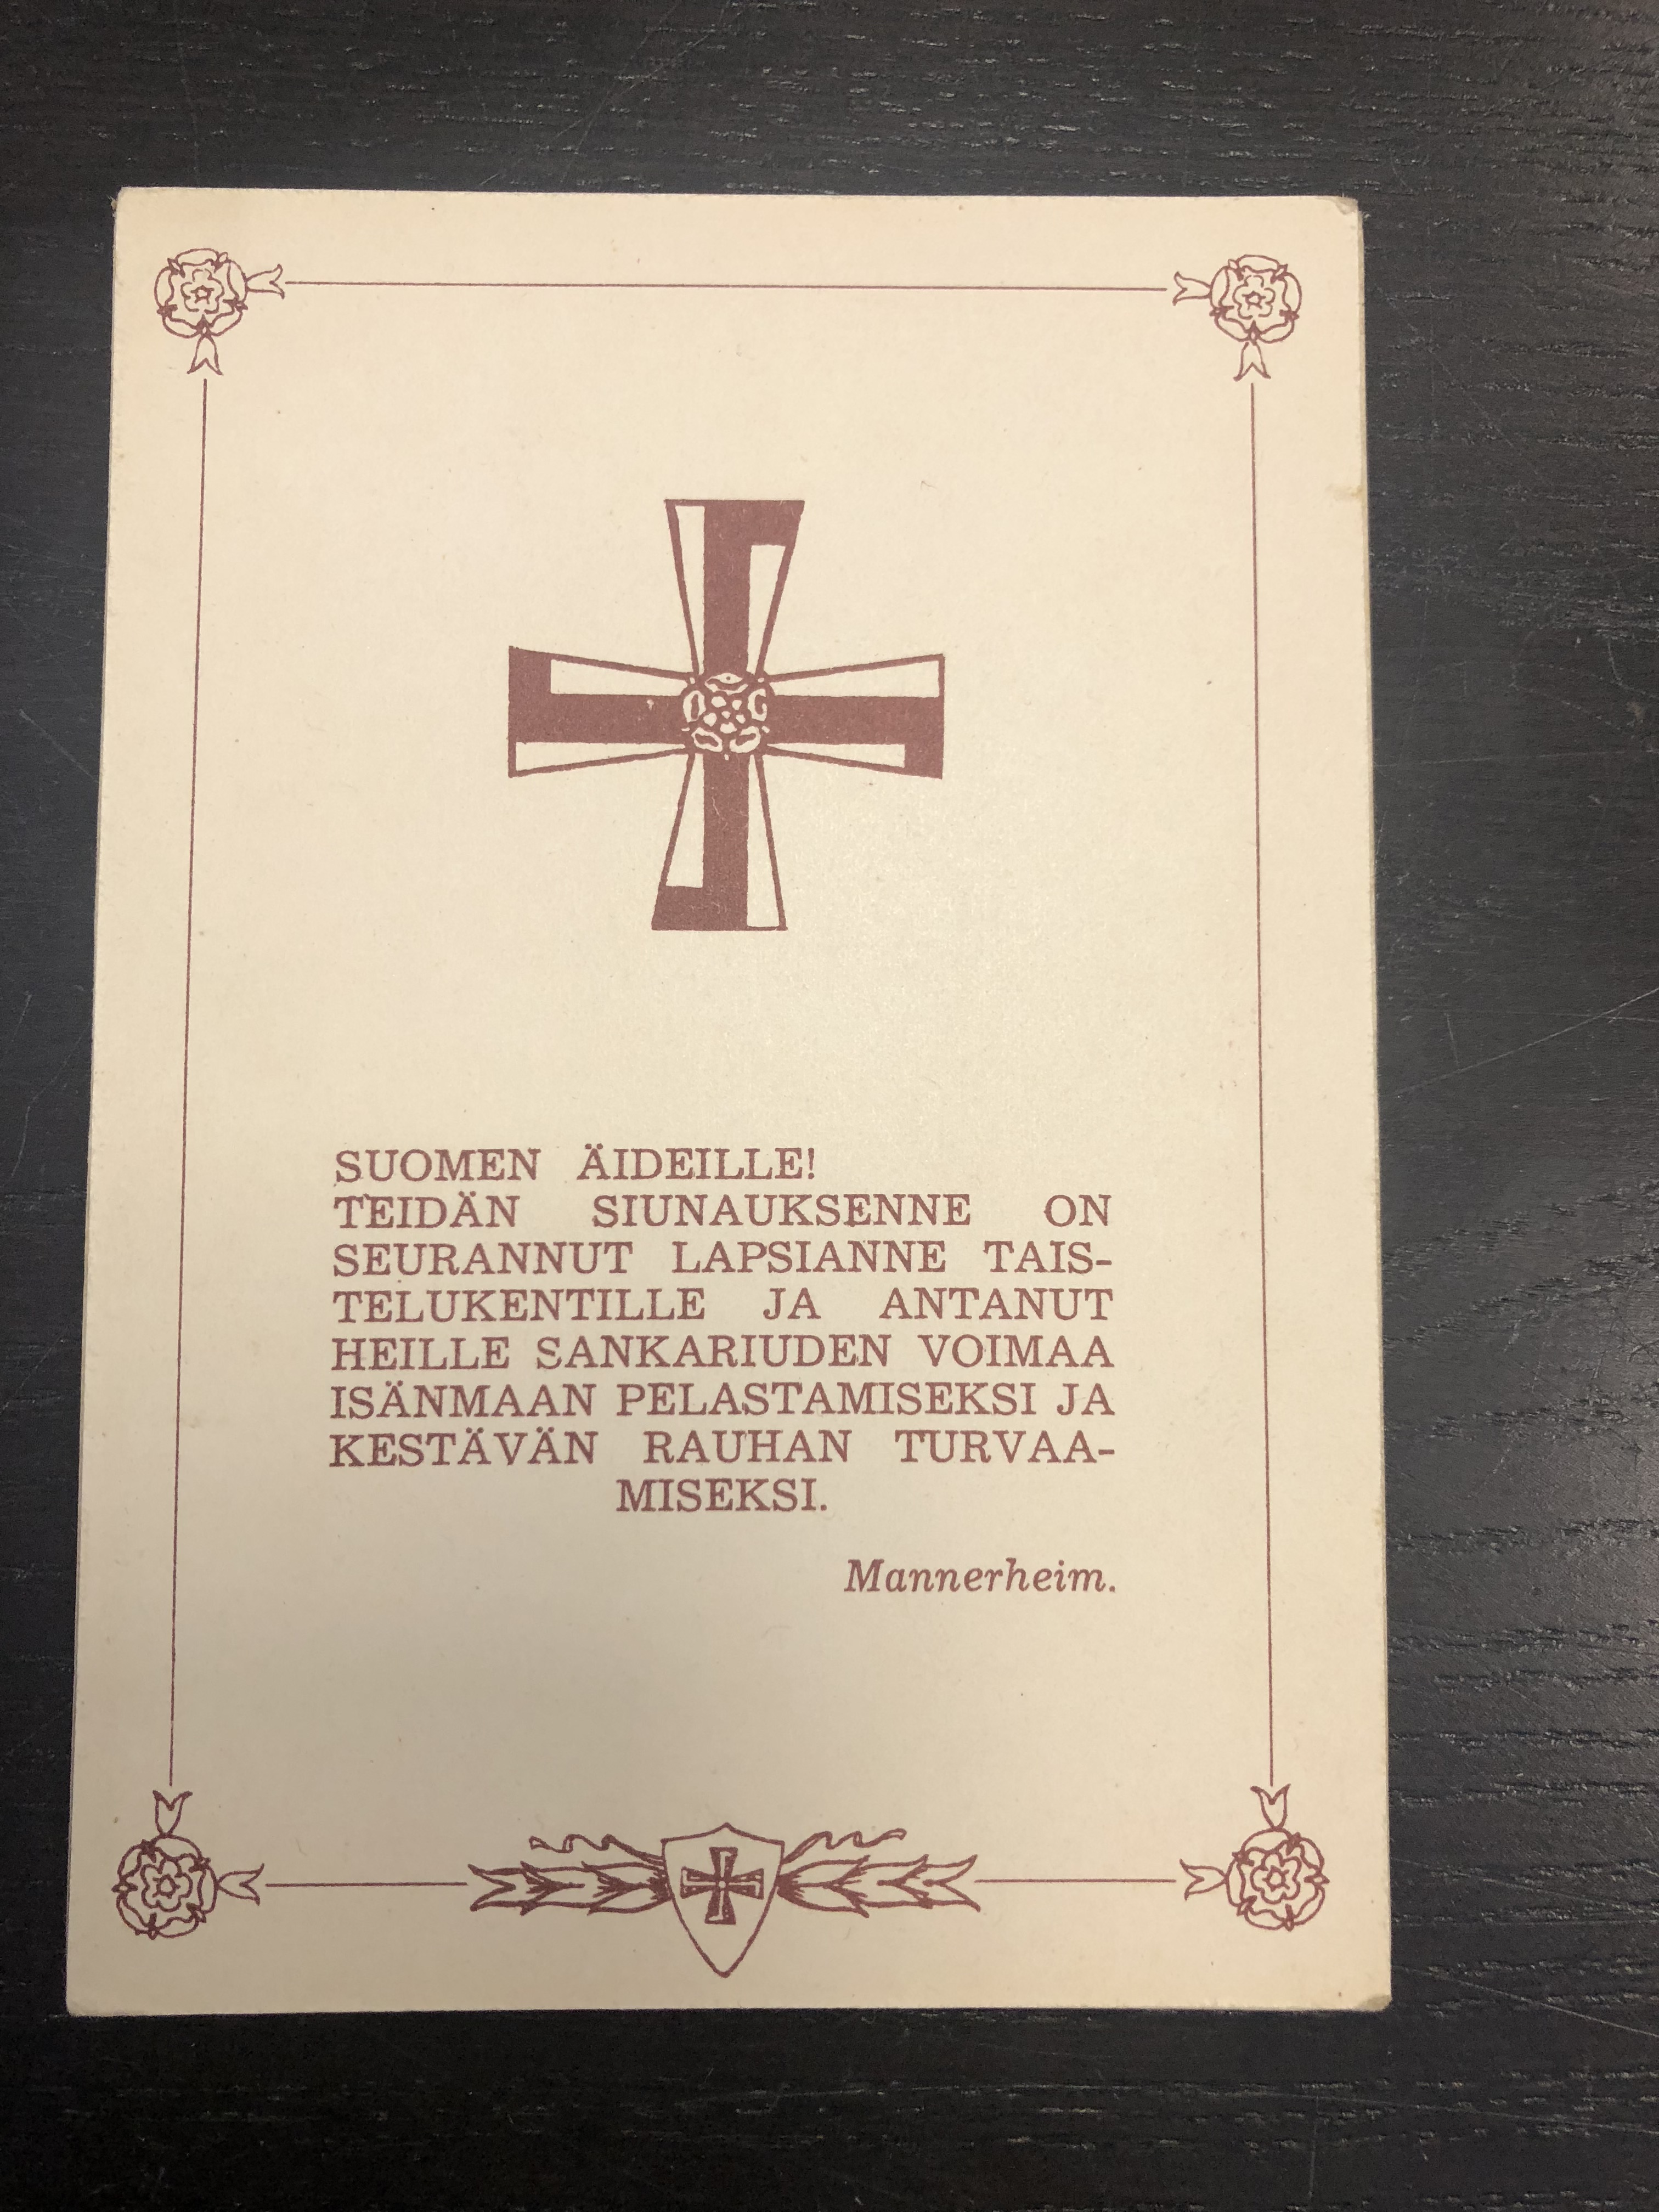 SUOMEN ÄIDEILLE!
TEIDÄN SIUNAUKSENNE ON
SEURANNUT LAPSIANNE TAIS-
TELUKENTILLE JA ANTANUT
HEILLE SANKARIUDEN VOIMAA
ISÄNMAAN PELASTAMISEKSI JA
KESTÄVÄN RAUHAN TURVAA-
MISEKSI.
Mannerheim.